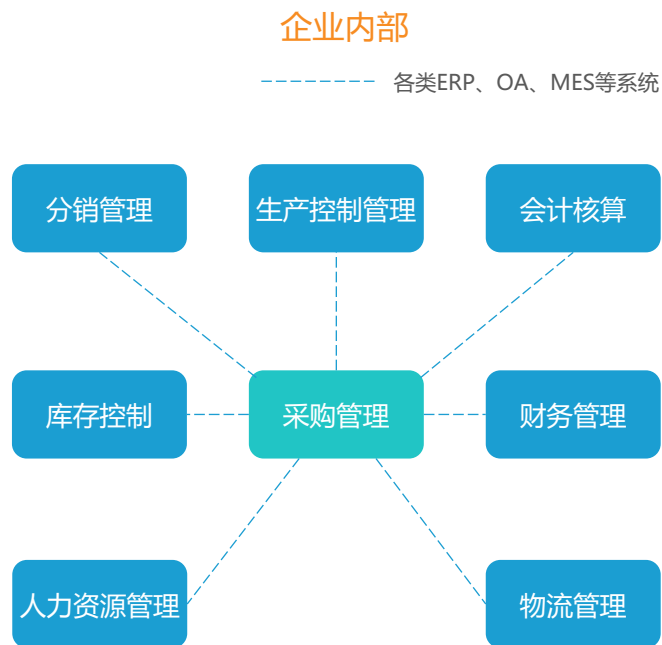 企业内部
各类ERP、OA、MES等系统
分销管理
生产控制管理
会计核算
库存控制
采购管理
财务管理
人力资源管理
物流管理